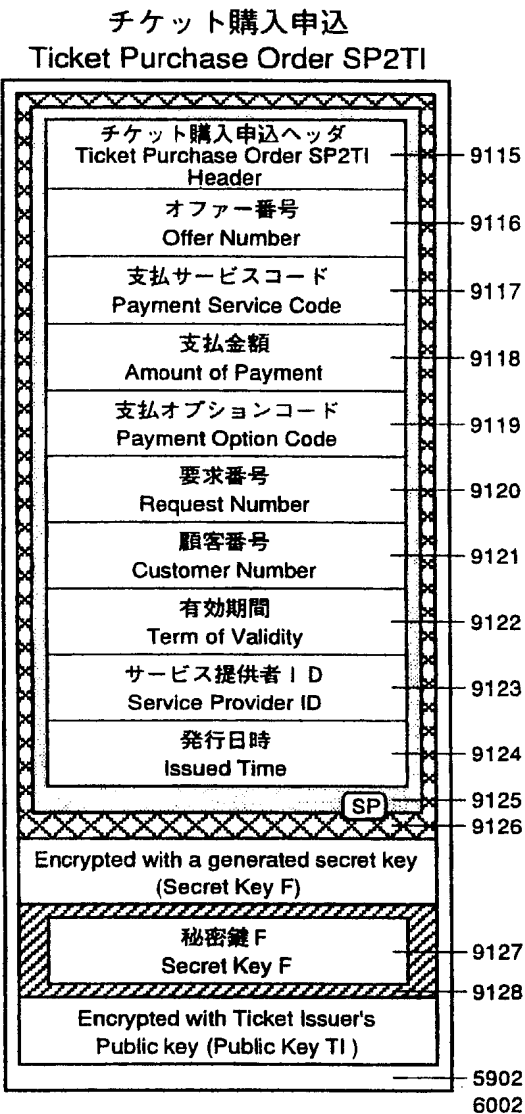 チケット購入申込
Ticket Purchase Order SP2TI
チケット購入申込ヘッダ
Ticket Purchase Order SP2TI
Header
9115
オファー番号
Offer Number
9116
支払サービスコード
Payment Service Code
9117
支払金額
Amount of Payment
9118
支払オプションコード
Payment Option Code
9119
要求番号
Request Number
9120
顧客番号
Customer Number
9121
有効期間
Term of Validity
9122
サービス提供者ID
Service Provider ID
9123
発行日時
Issued Time
9124
SP
9125
9126
Encrypted with a generated secret key
(Secret Key F)
秘密鍵F
Secret Key F
9127
9128
Encrypted with Ticket Issuer's
Public key (Public Key TI )
5902
6002